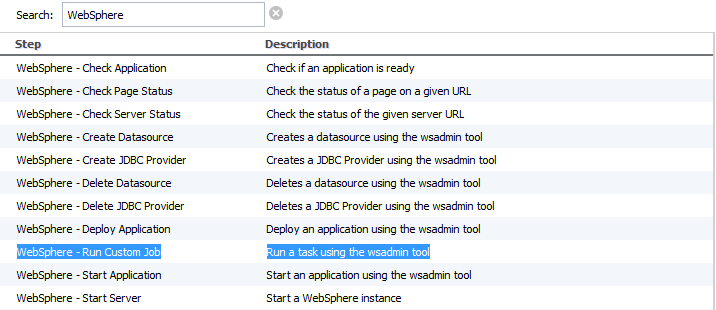 Search: WebSphere
Step Description
WebSphere - Check Application Check if an application is ready
WebSphere - Check Page Status Check the status of a page on a given URL
WebSphere - Check Server Status Check the status of the given server URL
WebSphere - Create Datasource Creates a datasource using the wsadmin tool
WebSphere - Create JDBC Provider Creates a JDBC Provider using the wsadmin tool
WebSphere - Delete Datasource Deletes a datasource using the wsadmin tool
WebSphere - Delete JDBC Provider Deletes a JDBC Provider using the wsadmin tool
WebSphere - Deploy Application Deploy an application using the wsadmin tool
WebSphere - Run Custom Job Run a task using the wsadmin tool
WebSphere - Start Application Start an application using the wsadmin tool
WebSphere - Start Server Start a WebSphere instance